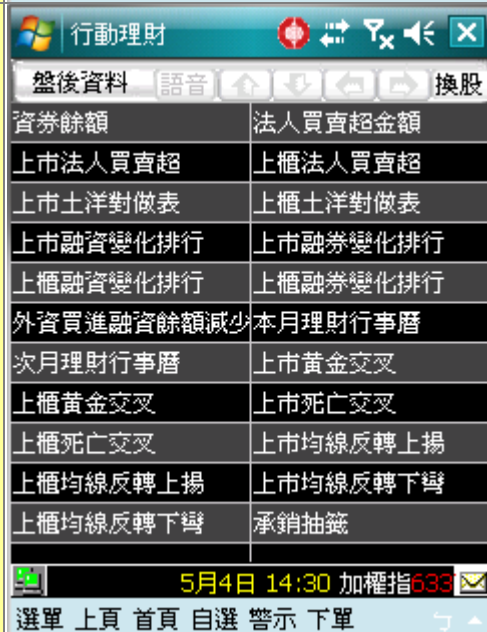 行動理財
盤後資料 語音 換股
資券餘額 法人買賣超金額
上市法人買賣超 上櫃法人買賣超
上市土洋對做表 上櫃土洋對做表
上市融資變化排行 上市融券變化排行
上櫃融資變化排行 上櫃融券變化排行
外資買進融資餘額減少 本月理財行事曆
次月理財行事曆 上市黃金交叉
上櫃黃金交叉 上市死亡交叉
上櫃死亡交叉 上市均線反轉上揚
上櫃均線反轉上揚 上市均線反轉下彎
上櫃均線反轉下彎 承銷抽籤
5月4日 14:30 加權指633
選單 上頁 首頁 自選 警示 下單